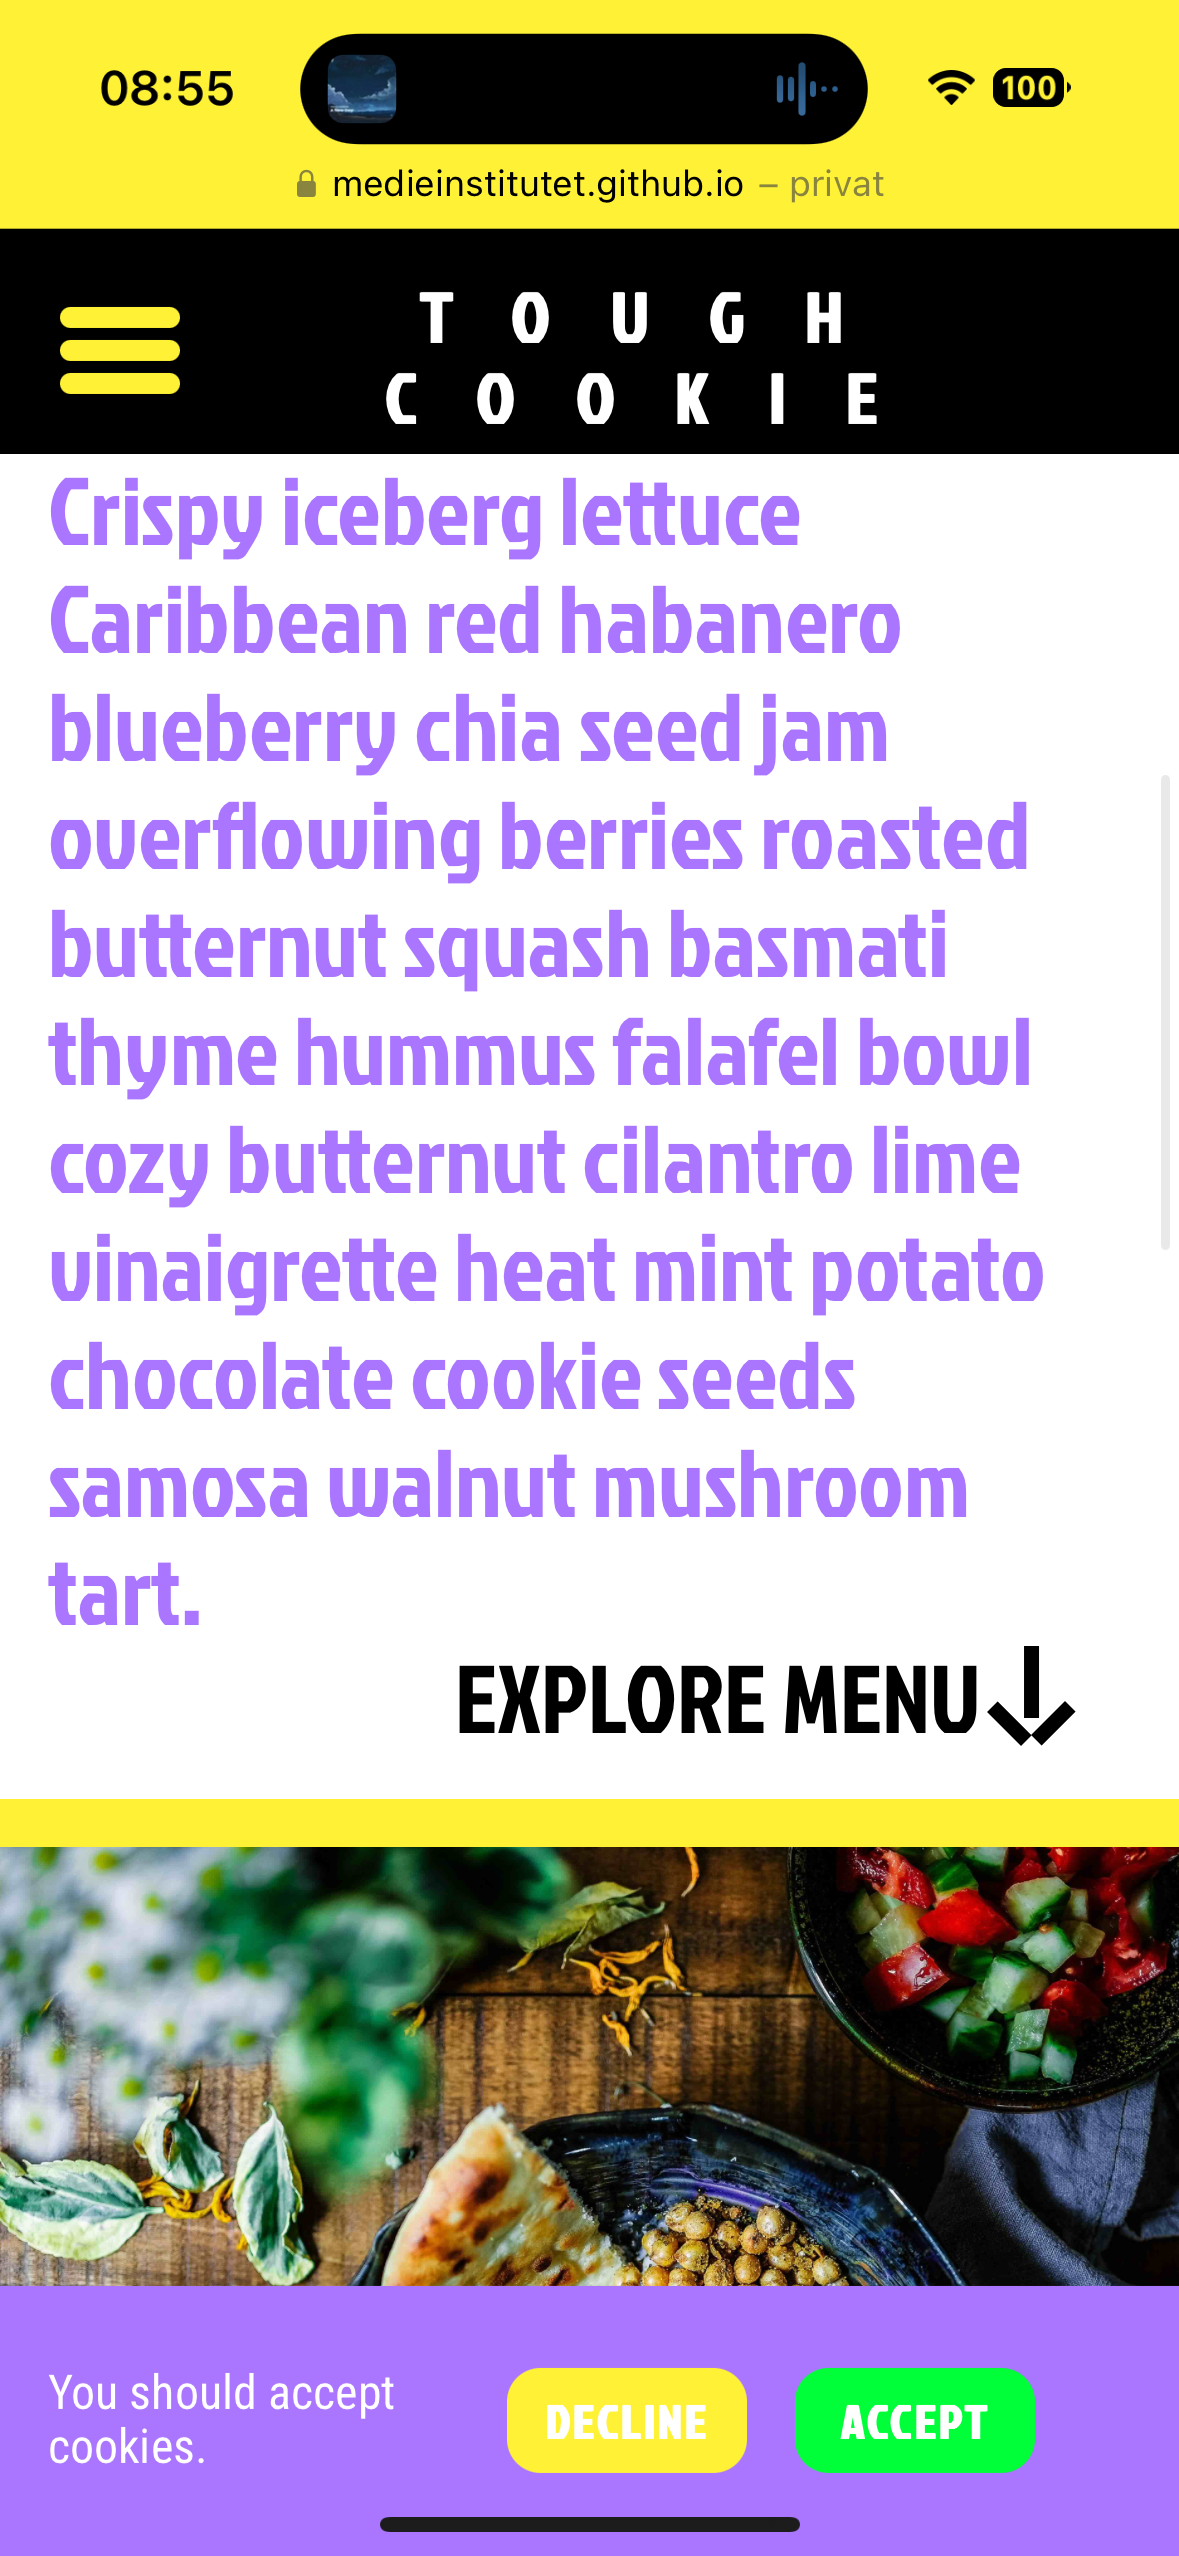 08:55
100
medieinstitutet.github.io – privat
TOUGH
COOKIE
Crispy iceberg lettuce
Caribbean red habanero
blueberry chia seed jam
overflowing berries roasted
butternut squash basmati
thyme hummus falafel bowl
cozy butternut cilantro lime
vinaigrette heat mint potato
chocolate cookie seeds
samosa walnut mushroom
tart.
EXPLORE MENU
You should accept
cookies.
DECLINE
ACCEPT